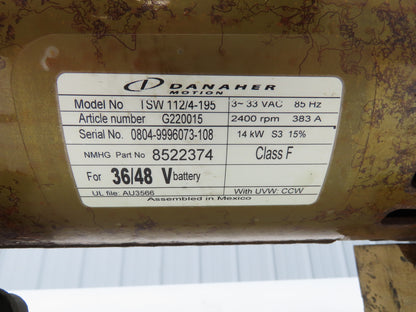 DANAHER
MOTION
Model No TSW 112/4-195 3~ 33 VAC 85 Hz
Article number G220015 2400 rpm 383 A
Serial No. 0804-9996073-108 14 kW S3 15%
NMHG Part No 8522374 Class F
For 36/48 V battery
UL file: AU3566 With UVW: CCW
Assembled in Mexico